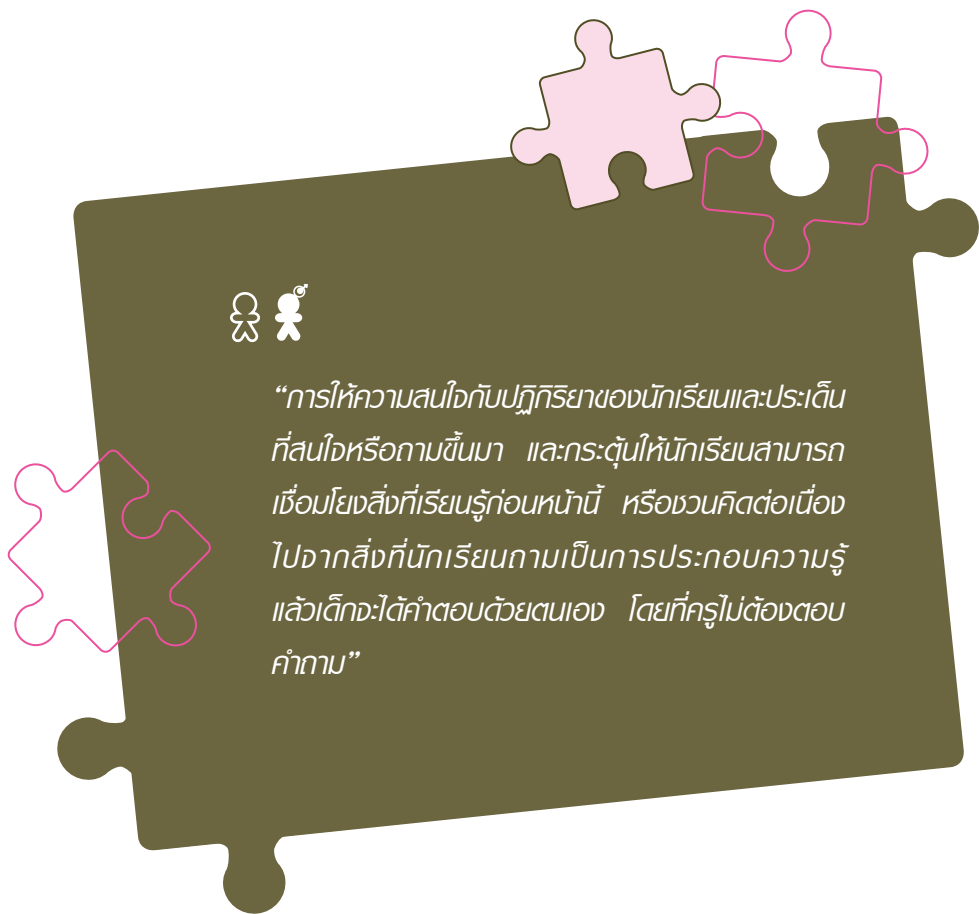 “การให้ความสนใจกับปฏิกิริยาของนักเรียนและประเด็น
ที่สนใจหรือถามขึ้นมา และกระตุ้นให้นักเรียนสามารถ
เชื่อมโยงสิ่งที่เรียนรู้ก่อนหน้านี้ หรือชวนคิดต่อเนื่อง
ไปจากสิ่งที่นักเรียนถามเป็นการประกอบความรู้
แล้วเด็กจะได้คำตอบด้วยตนเอง โดยที่ครูไม่ต้องตอบ
คำถาม”